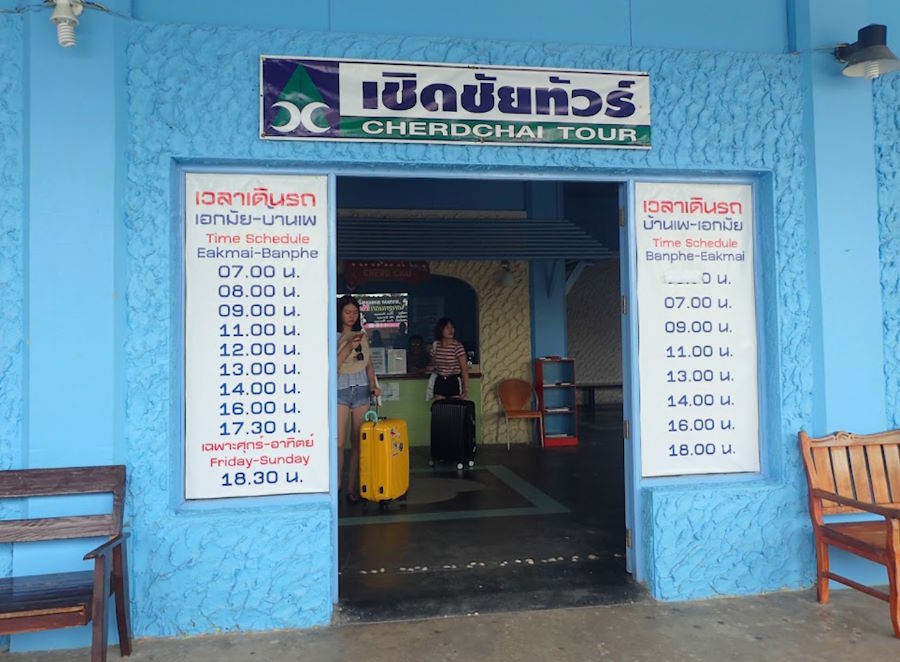 เชิดชัยทัวร์
CHERDCHAI TOUR
เวลาเดินรถ
เอกมัย-บ้านเพ
Time Schedule
Eakmai-Banphe
07.00 น.
08.00 น.
09.00 น.
11.00 น.
12.00 น.
13.00 น.
14.00 น.
16.00 น.
17.30 น.
เฉพาะศุกร์-อาทิตย์
Friday-Sunday
18.30 น.
เวลาเดินรถ
บ้านเพ-เอกมัย
Time Schedule
Banphe-Eakmai
0 น.
07.00 น.
09.00 น.
11.00 น.
13.00 น.
14.00 น.
16.00 น.
18.00 น.
CHERD CHAI